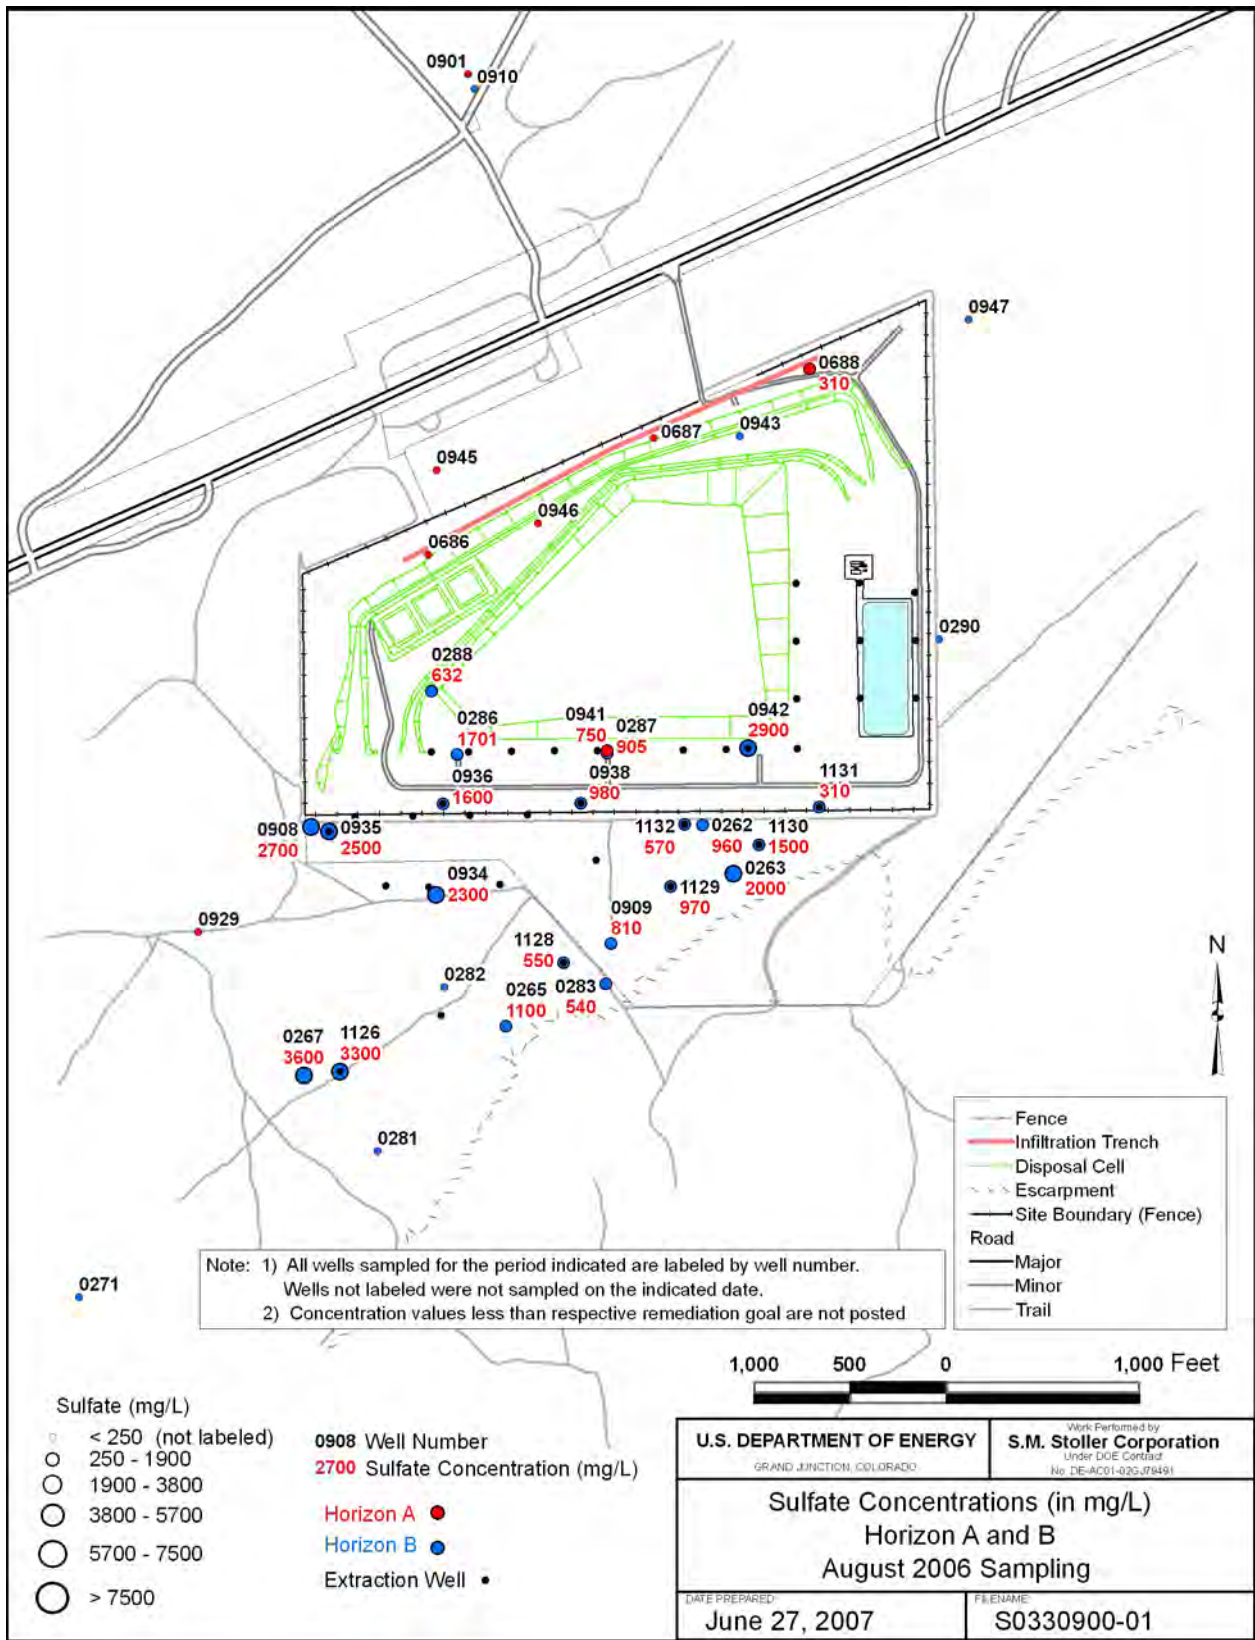 0901
0910
0947
0688
310
0687
0943
0945
0946
0686
0290
0288
632
0286
1701
0941
750
0287
905
0942
2900
0936
1600
0938
980
1131
310
0908
2700
0935
2500
1132
570
0262
960
1130
1500
0934
2300
0263
2000
1129
970
0929
0909
810
1128
550
0282
0265
1100
0283
540
0267
3600
1126
3300
0281
0271
N
Fence
Infiltration Trench
Disposal Cell
Escarpment
Site Boundary (Fence)
Road
Major
Minor
Trail
Note: 1) All wells sampled for the period indicated are labeled by well number.
Wells not labeled were not sampled on the indicated date.
2) Concentration values less than respective remediation goal are not posted
1,000 500 0 1,000 Feet
Sulfate (mg/L)
< 250 (not labeled)
250 - 1900
1900 - 3800
3800 - 5700
5700 - 7500
> 7500
0908 Well Number
2700 Sulfate Concentration (mg/L)
Horizon A
Horizon B
Extraction Well
U.S. DEPARTMENT OF ENERGY
GRAND JUNCTION, COLORADO
Work Performed by
S.M. Stoller Corporation
Under DOE Contract
No. DE-AC01-02GJ79491
Sulfate Concentrations (in mg/L)
Horizon A and B
August 2006 Sampling
DATE PREPARED:
June 27, 2007
FILENAME:
S0330900-01